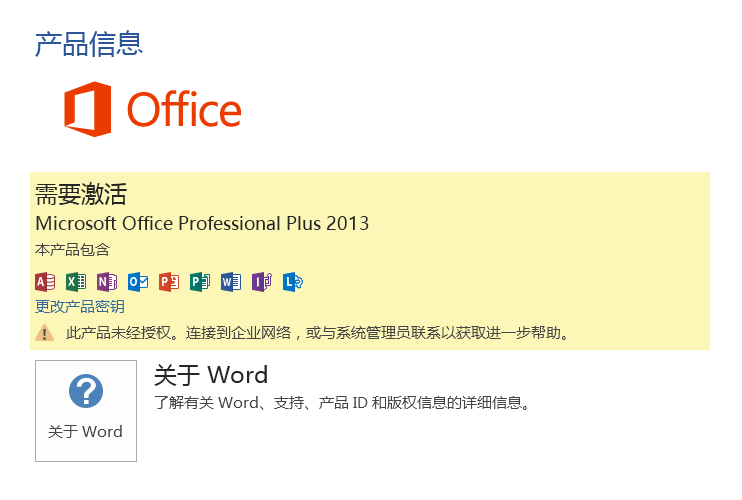 产品信息
Office
需要激活
Microsoft Office Professional Plus 2013
本产品包含
更改产品密钥
此产品未经授权。连接到企业网络，或与系统管理员联系以获取进一步帮助。
关于 Word
了解有关 Word、支持、产品 ID 和版权信息的详细信息。
关于 Word